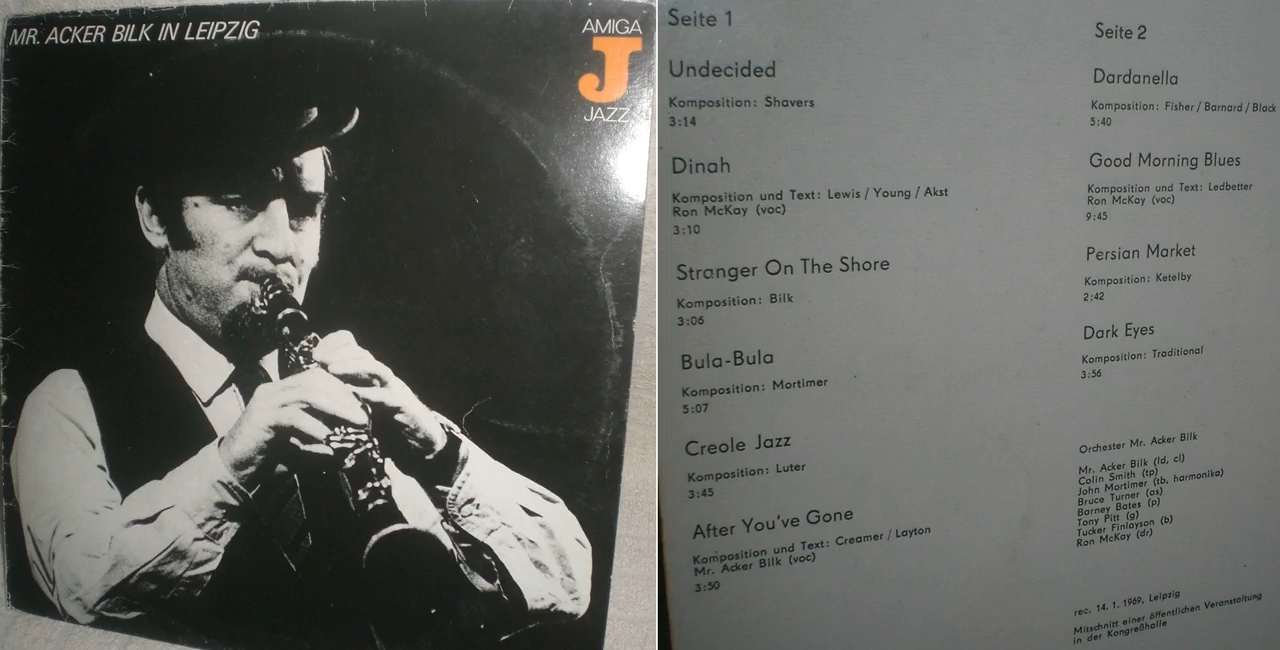 MR. ACKER BILK IN LEIPZIG
AMIGA
J
JAZZ
Seite 1
Undecided
Komposition: Shavers
3:14
Dinah
Komposition und Text: Lewis / Young / Akst
Ron McKay (voc)
3:10
Stranger On The Shore
Komposition: Bilk
3:06
Bula-Bula
Komposition: Mortimer
5:07
Creole Jazz
Komposition: Luter
3:45
After You've Gone
Komposition und Text: Creamer / Layton
Mr. Acker Bilk (voc)
3:50
Seite 2
Dardanella
Komposition: Fisher / Barnard / Black
5:40
Good Morning Blues
Komposition und Text: Ledbetter
Ron McKay (voc)
9:45
Persian Market
Komposition: Ketelby
2:42
Dark Eyes
Komposition: Traditional
3:56
Orchester Mr. Acker Bilk
Mr. Acker Bilk (ld, cl)
Colin Smith (tp)
John Mortimer (tb, harmonika)
Bruce Turner (as)
Barney Bates (p)
Tony Pitt (g)
Tucker Finlayson (b)
Ron McKay (dr)
rec. 14. 1. 1969, Leipzig
Mitschnitt einer öffentlichen Veranstaltung
in der Kongreßhalle